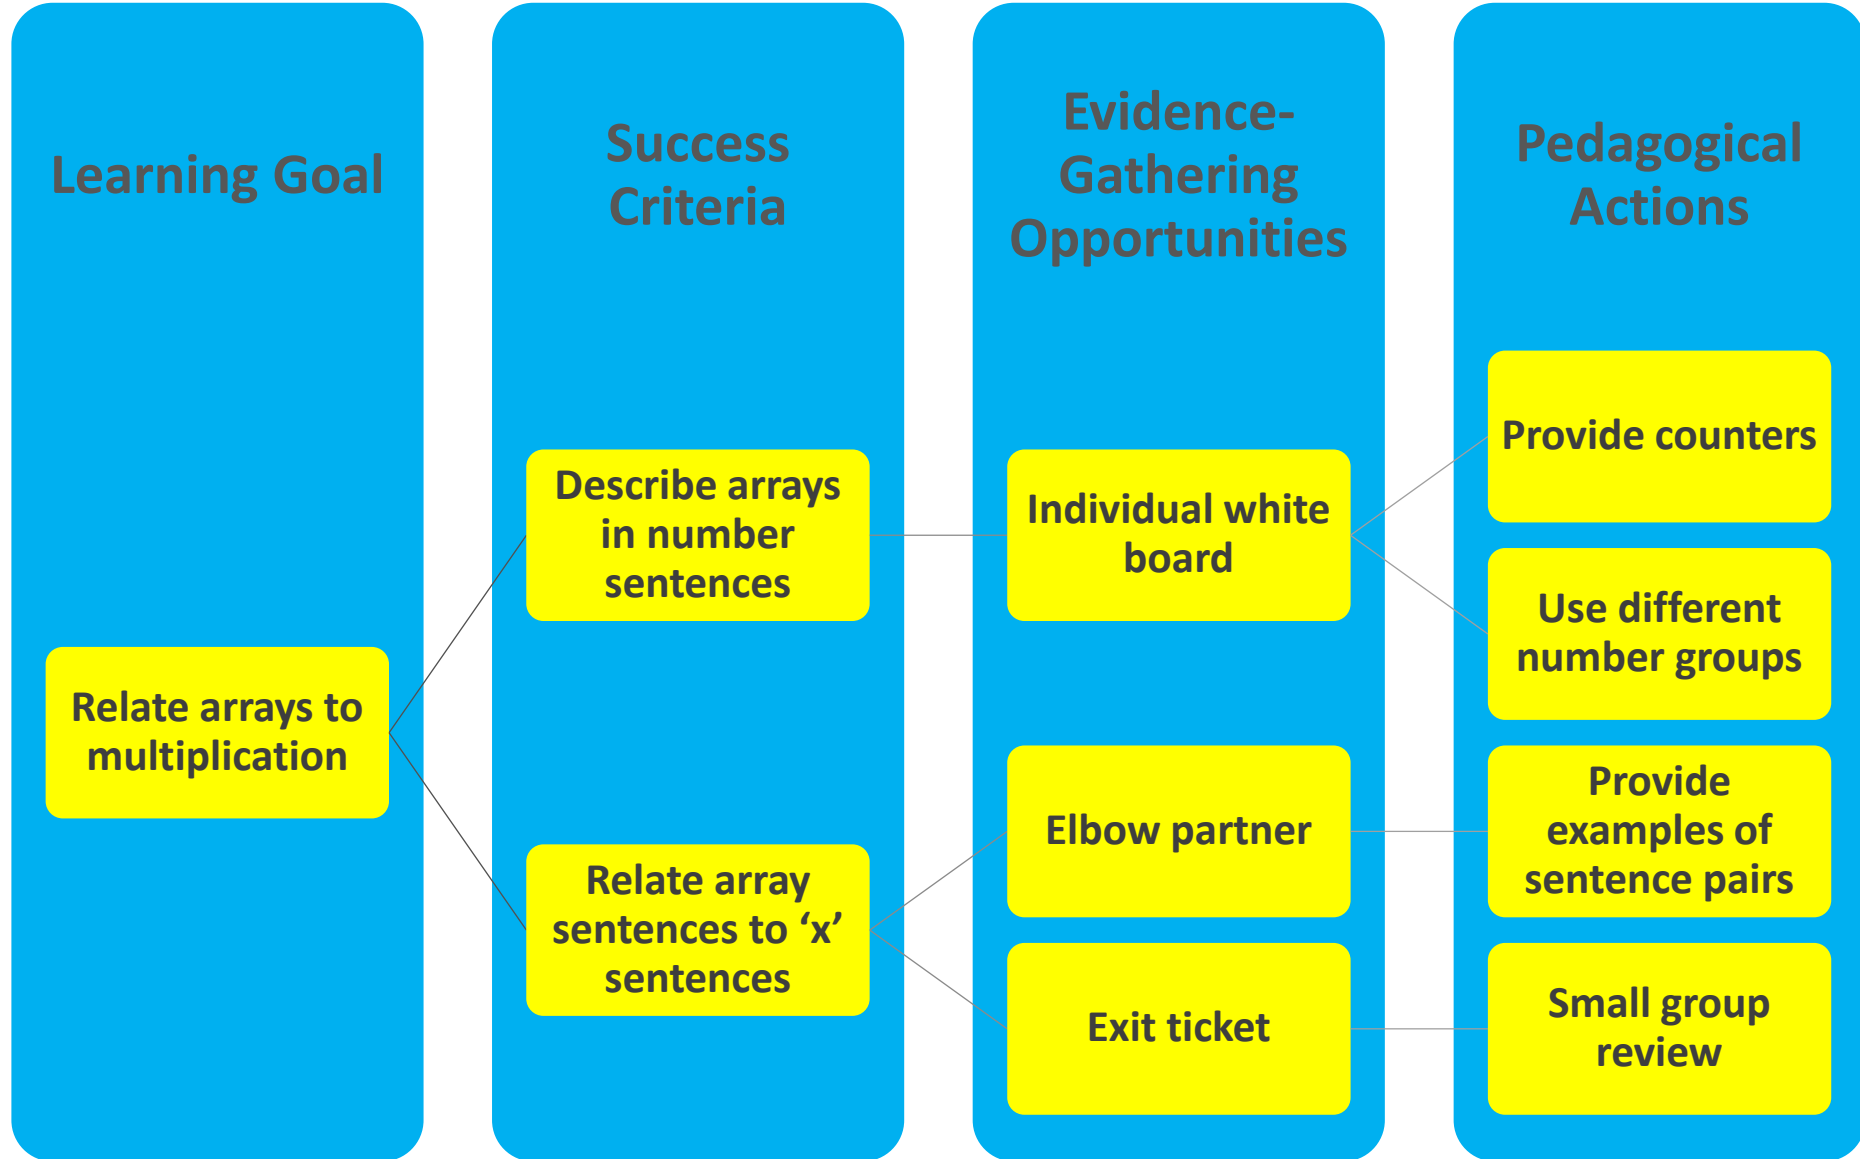 Learning Goal
Success
Criteria
Evidence-
Gathering
Opportunities
Pedagogical
Actions
Relate arrays to
multiplication
Describe arrays
in number
sentences
Relate array
sentences to ‘x’
sentences
Individual white
board
Elbow partner
Exit ticket
Provide counters
Use different
number groups
Provide
examples of
sentence pairs
Small group
review